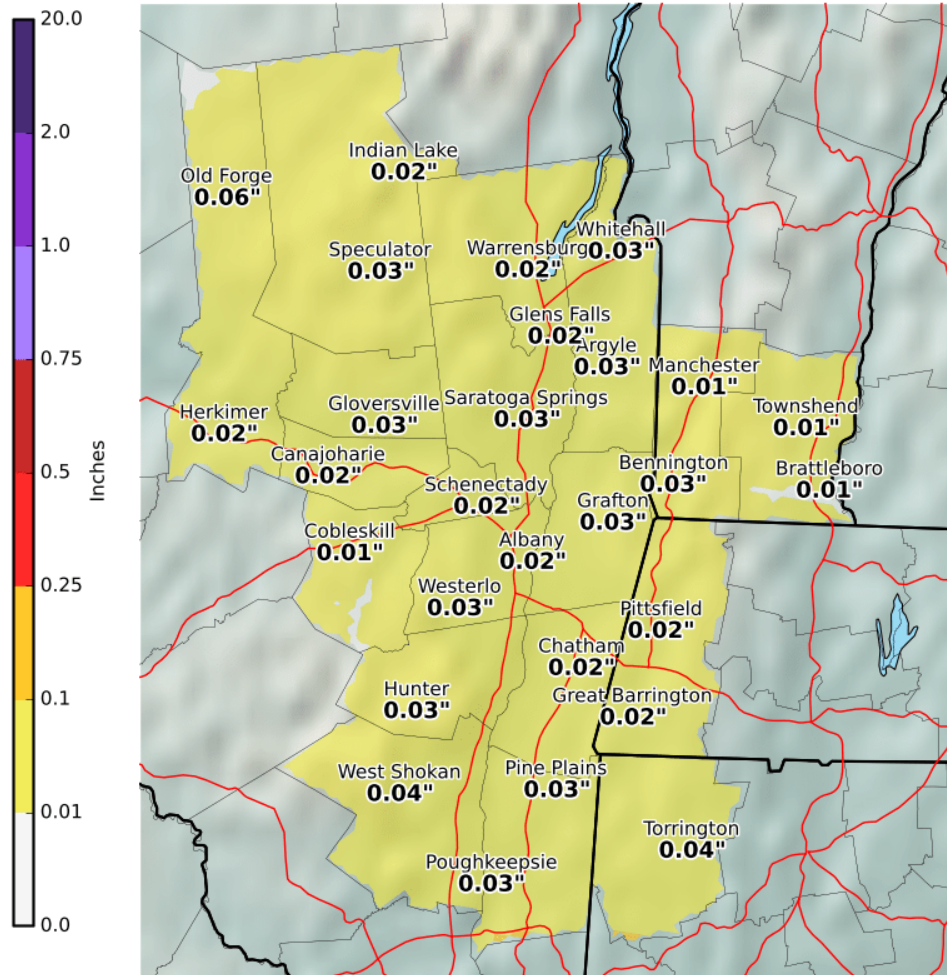 20.0
2.0
1.0
0.75
0.5
0.25
0.1
0.01
0.0
Inches
Indian Lake
0.02"
Old Forge
0.06"
Whitehall
0.03"
Speculator
0.03"
Warrensburg
0.02"
Glens Falls
0.02"
Argyle
0.03"
Manchester
0.01"
Saratoga Springs
0.03"
Gloversville
0.03"
Townshend
0.01"
Herkimer
0.02"
Canajoharie
0.02"
Bennington
0.03"
Brattleboro
0.01"
Schenectady
0.02"
Grafton
0.03"
Cobleskill
0.01"
Albany
0.02"
Westerlo
0.03"
Pittsfield
0.02"
Chatham
0.02"
Hunter
0.03"
Great Barrington
0.02"
West Shokan
0.04"
Pine Plains
0.03"
Torrington
0.04"
Poughkeepsie
0.03"